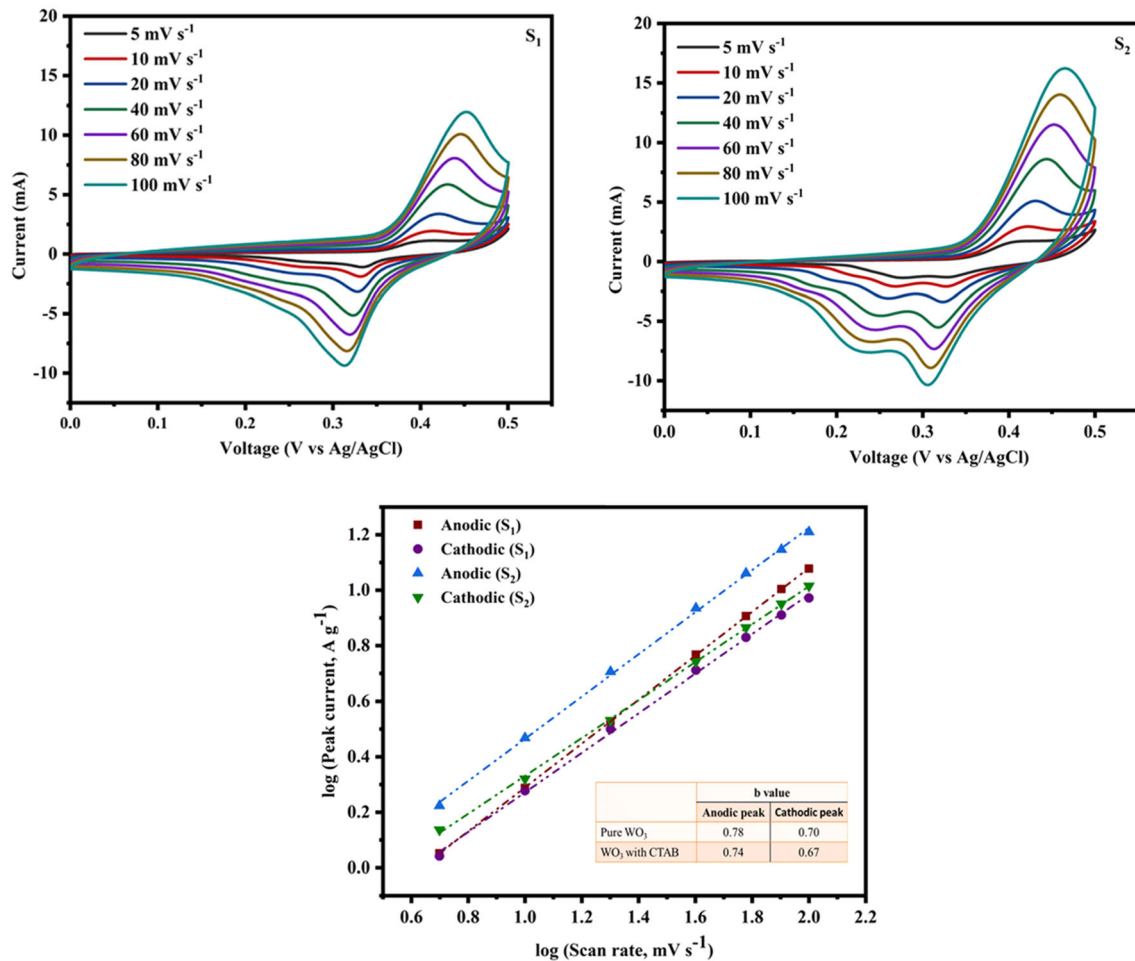 S₁
5 mV s⁻¹
10 mV s⁻¹
20 mV s⁻¹
40 mV s⁻¹
60 mV s⁻¹
80 mV s⁻¹
100 mV s⁻¹
20
15
10
5
0
-5
-10
Current (mA)
0.0 0.1 0.2 0.3 0.4 0.5
Voltage (V vs Ag/AgCl)
S₂
5 mV s⁻¹
10 mV s⁻¹
20 mV s⁻¹
40 mV s⁻¹
60 mV s⁻¹
80 mV s⁻¹
100 mV s⁻¹
20
15
10
5
0
-5
-10
Current (mA)
0.0 0.1 0.2 0.3 0.4 0.5
Voltage (V vs Ag/AgCl)
Anodic (S₁)
Cathodic (S₁)
Anodic (S₂)
Cathodic (S₂)
1.2
1.0
0.8
0.6
0.4
0.2
0.0
log (Peak current, A g⁻¹)
b value
Anodic peak Cathodic peak
Pure WO₃ 0.78 0.70
WO₃ with CTAB 0.74 0.67
0.6 0.8 1.0 1.2 1.4 1.6 1.8 2.0 2.2
log (Scan rate, mV s⁻¹)